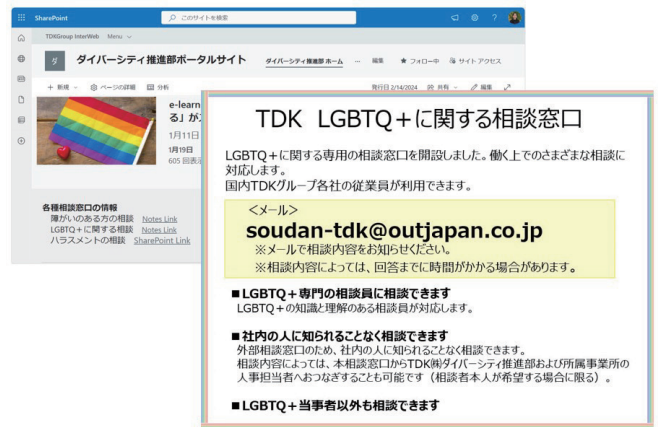 SharePoint
このサイトを検索
TDKGroup InterWeb Menu
ダ
ダイバーシティ推進部ポータルサイト
ダイバーシティ推進部 ホーム ... 編集 ★ フォロー中 サイト アクセス
+ 新規 ページの詳細 分析
発行日 2/14/2024 共有 編集
e-learn
る」がス
1月11日
1月19日
605 回表示
各種相談窓口の情報
障がいのある方の相談 Notes Link
LGBTQ+に関する相談 Notes Link
ハラスメントの相談 SharePoint Link
TDK LGBTQ+に関する相談窓口
LGBTQ+に関する専用の相談窓口を開設しました。働く上でのさまざまな相談に
対応します。
国内TDKグループ各社の従業員が利用できます。
<メール>
soudan-tdk@outjapan.co.jp
※メールで相談内容をお知らせください。
※相談内容によっては、回答までに時間がかかる場合があります。
■LGBTQ+専門の相談員に相談できます
LGBTQ+の知識と理解のある相談員が対応します。
■社内の人に知られることなく相談できます
外部相談窓口のため、社内の人に知られることなく相談できます。
相談内容によっては、本相談窓口からTDK㈱ダイバーシティ推進部および所属事業所の
人事担当者へおつなぎすることも可能です(相談者本人が希望する場合に限る)。
■LGBTQ+当事者以外も相談できます